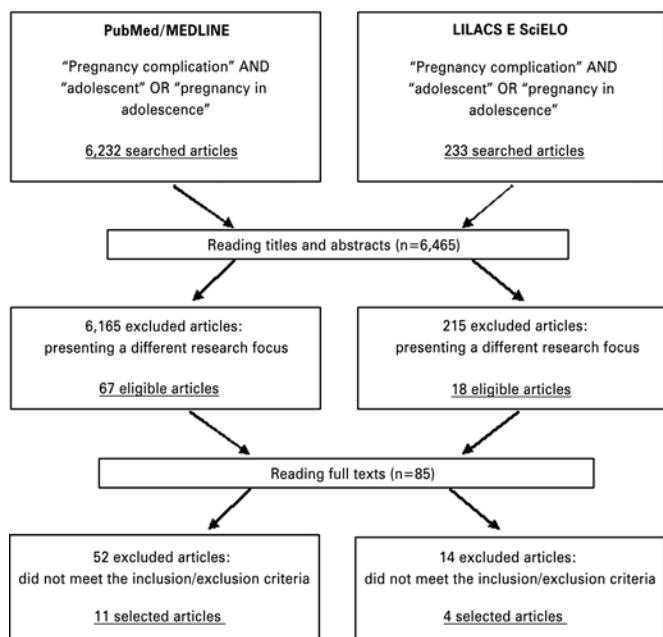 PubMed/MEDLINE
"Pregnancy complication" AND
"adolescent" OR "pregnancy in
adolescence"
6,232 searched articles
LILACS E SciELO
"Pregnancy complication" AND
"adolescent" OR "pregnancy in
adolescence"
233 searched articles
Reading titles and abstracts (n=6,465)
6,165 excluded articles:
presenting a different research focus
67 eligible articles
215 excluded articles:
presenting a different research focus
18 eligible articles
Reading full texts (n=85)
52 excluded articles:
did not meet the inclusion/exclusion criteria
11 selected articles
14 excluded articles:
did not meet the inclusion/exclusion criteria
4 selected articles